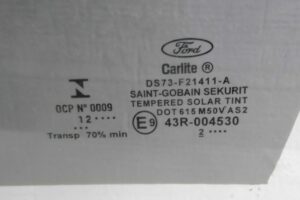 Ford
Carlite ®
DS73-F21411-A
SAINT-GOBAIN SEKURIT
TEMPERED SOLAR TINT
DOT 615 M50V AS2
E9 43R-004530
2 ....
OCP Nº 0009
12 ....
Transp 70% min